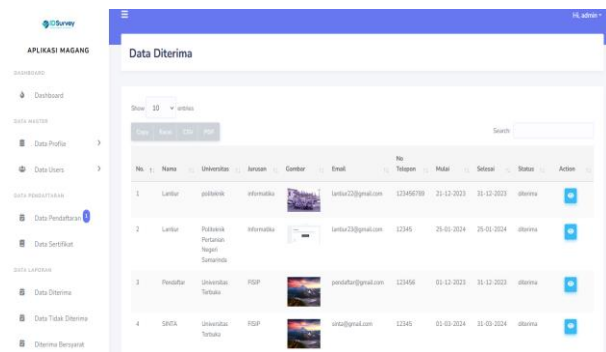 IDSurvey
Hi, admin
APLIKASI MAGANG
Data Diterima
DASHBOARD
Dashboard
Show 10 entries
DATA MASTER
Copy Excel CSV PDF
Search:
Data Profile
Data Users
No. Nama Universitas Jurusan Gambar Email No Telepon Mulai Selesai Status Action
1 Lantiur politeknik informatika lantiur22@gmail.com 123456789 21-12-2023 31-12-2023 diterima
DATA PENDAFTARAN
Data Pendaftaran 1
2 Lantiur Politeknik Pertanian Negeri Samarinda informatika lantiur23@gmail.com 12345 25-01-2024 25-01-2024 diterima
Data Sertifikat
DATA LAPORAN
3 Pendaftar Universitas Terbuka FISIP pendaftar@gmail.com 123456 01-12-2023 31-12-2023 diterima
Data Diterima
Data Tidak Diterima
4 SINTA Universitas Terbuka FISIP sinta@gmail.com 12345 01-03-2024 31-03-2024 diterima
Diterima Bersyarat